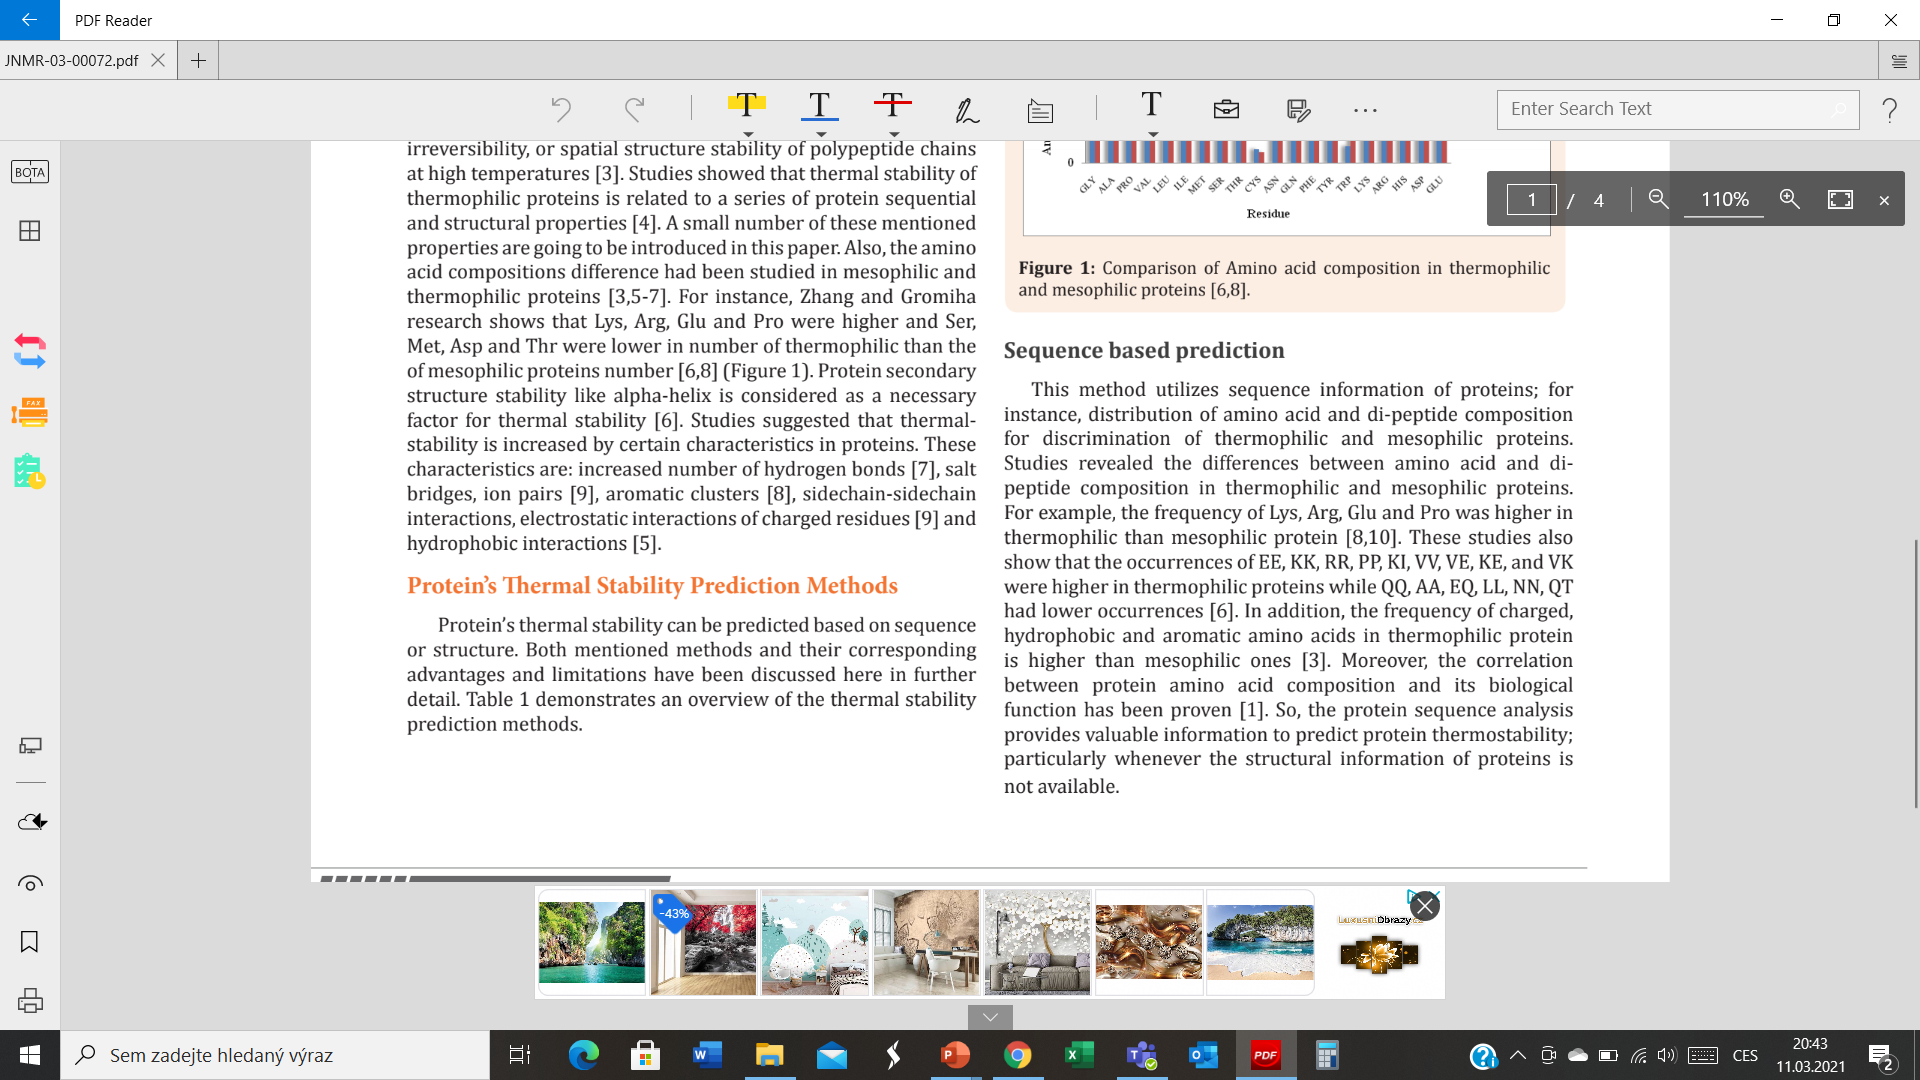 PDF Reader
JNMR-03-00072.pdf
Enter Search Text
BOTA
FAX
1 / 4
110%
irreversibility, or spatial structure stability of polypeptide chains
at high temperatures [3]. Studies showed that thermal stability of
thermophilic proteins is related to a series of protein sequential
and structural properties [4]. A small number of these mentioned
properties are going to be introduced in this paper. Also, the amino
acid compositions difference had been studied in mesophilic and
thermophilic proteins [3,5-7]. For instance, Zhang and Gromiha
research shows that Lys, Arg, Glu and Pro were higher and Ser,
Met, Asp and Thr were lower in number of thermophilic than the
of mesophilic proteins number [6,8] (Figure 1). Protein secondary
structure stability like alpha-helix is considered as a necessary
factor for thermal stability [6]. Studies suggested that thermal-
stability is increased by certain characteristics in proteins. These
characteristics are: increased number of hydrogen bonds [7], salt
bridges, ion pairs [9], aromatic clusters [8], sidechain-sidechain
interactions, electrostatic interactions of charged residues [9] and
hydrophobic interactions [5].
Protein's Thermal Stability Prediction Methods
Protein's thermal stability can be predicted based on sequence
or structure. Both mentioned methods and their corresponding
advantages and limitations have been discussed here in further
detail. Table 1 demonstrates an overview of the thermal stability
prediction methods.
Am
0
GLY ALA PRO VAL LEU ILE MET SER THR CYS ASN GLN PHE TYR TRP LYS ARG HIS ASP GLU
Residue
Figure 1: Comparison of Amino acid composition in thermophilic
and mesophilic proteins [6,8].
Sequence based prediction
This method utilizes sequence information of proteins; for
instance, distribution of amino acid and di-peptide composition
for discrimination of thermophilic and mesophilic proteins.
Studies revealed the differences between amino acid and di-
peptide composition in thermophilic and mesophilic proteins.
For example, the frequency of Lys, Arg, Glu and Pro was higher in
thermophilic than mesophilic protein [8,10]. These studies also
show that the occurrences of EE, KK, RR, PP, KI, VV, VE, KE, and VK
were higher in thermophilic proteins while QQ, AA, EQ, LL, NN, QT
had lower occurrences [6]. In addition, the frequency of charged,
hydrophobic and aromatic amino acids in thermophilic protein
is higher than mesophilic ones [3]. Moreover, the correlation
between protein amino acid composition and its biological
function has been proven [1]. So, the protein sequence analysis
provides valuable information to predict protein thermostability;
particularly whenever the structural information of proteins is
not available.
-43%
LuxusniObrazy.cz
Sem zadejte hledaný výraz
PDF
CES
20:43
11.03.2021
2